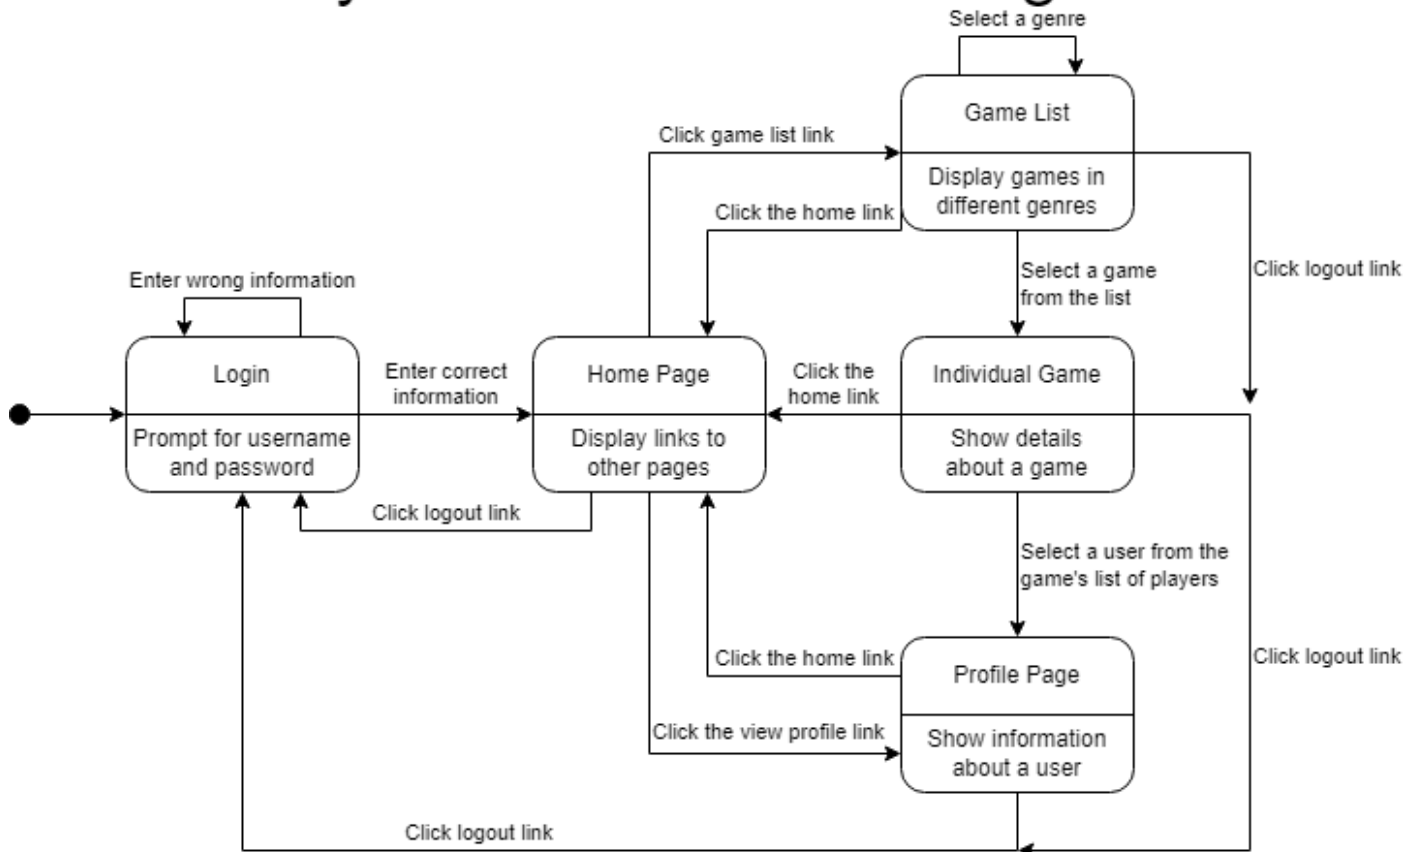 Select a genre
Game List
Click game list link
Display games in
different genres
Click the home link
Select a game
from the list
Click logout link
Enter wrong information
Login
Enter correct
information
Home Page
Click the
home link
Individual Game
Prompt for username
and password
Display links to
other pages
Show details
about a game
Click logout link
Select a user from the
game's list of players
Click the home link
Profile Page
Click logout link
Click the view profile link
Show information
about a user
Click logout link